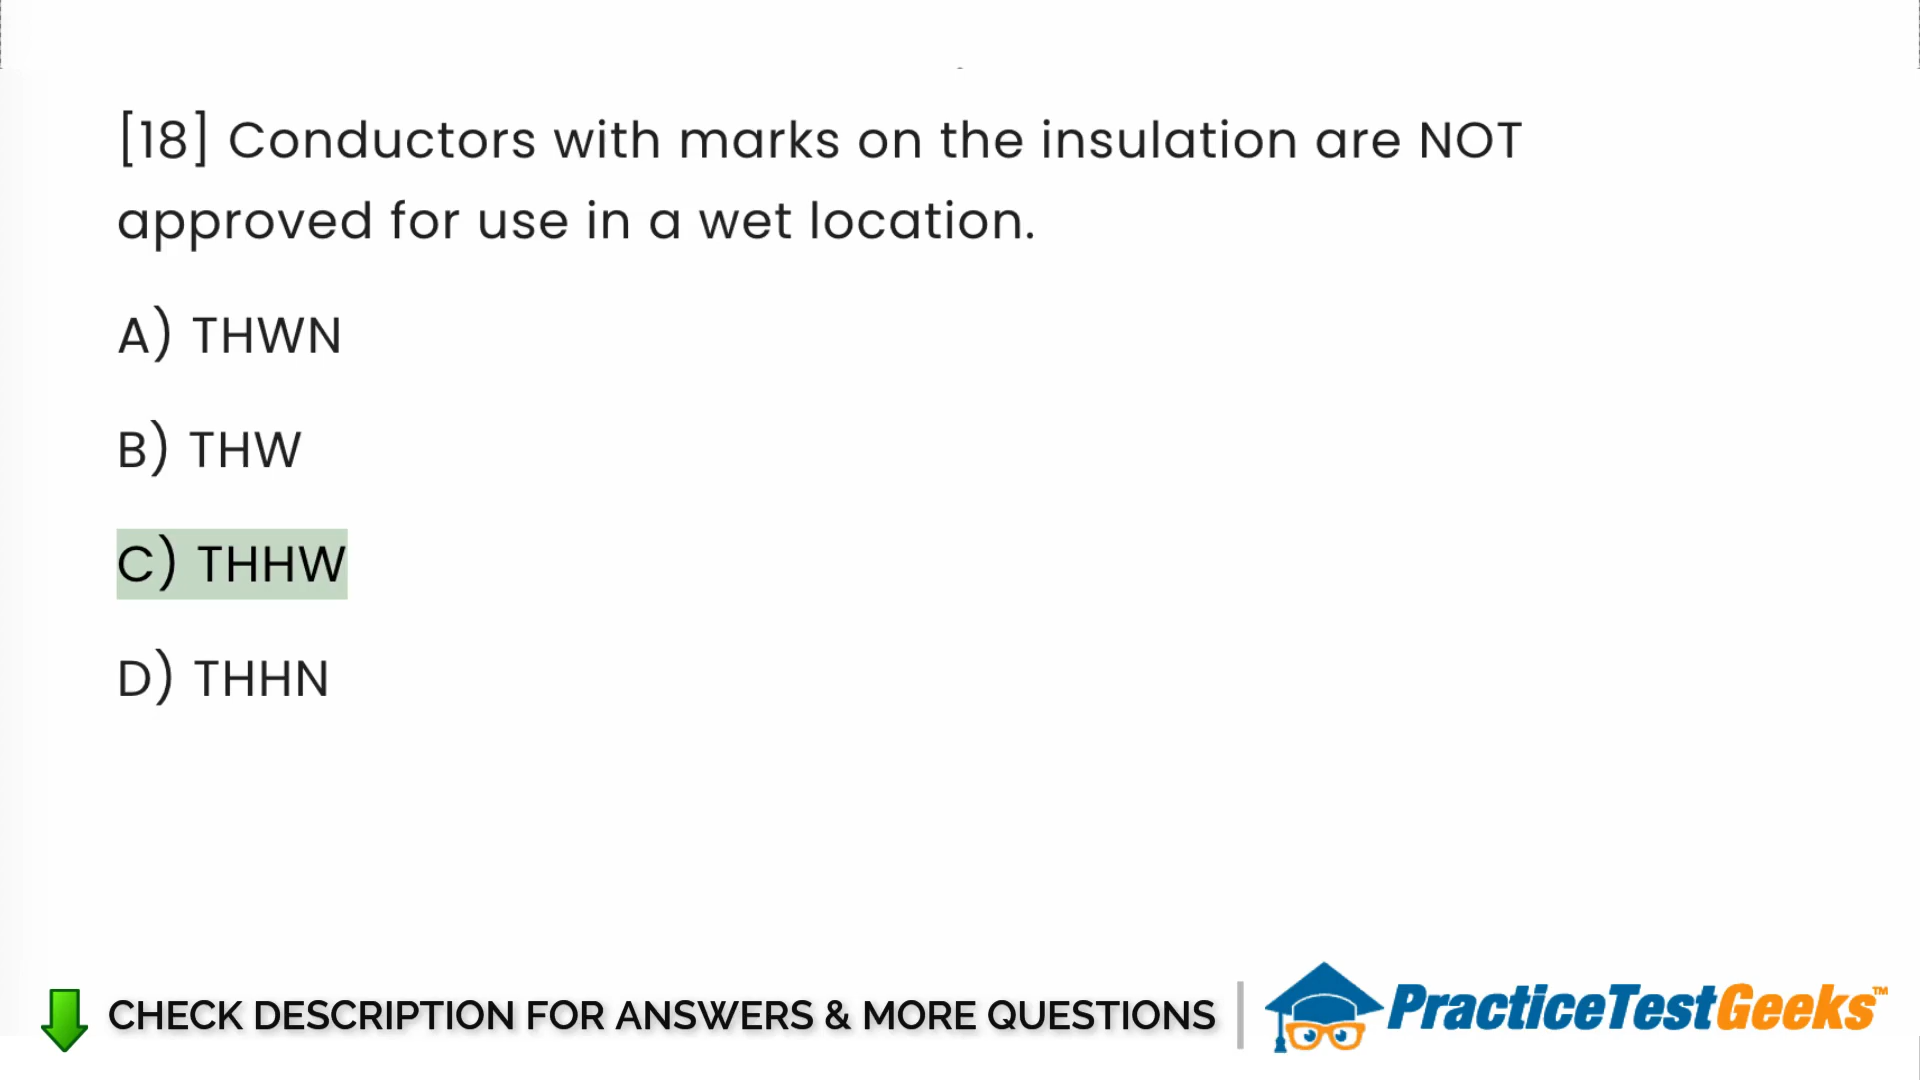 [18] Conductors with marks on the insulation are NOT
approved for use in a wet location.
A) THWN
B) THW
C) THHW
D) THHN
CHECK DESCRIPTION FOR ANSWERS & MORE QUESTIONS
PracticeTestGeeks™